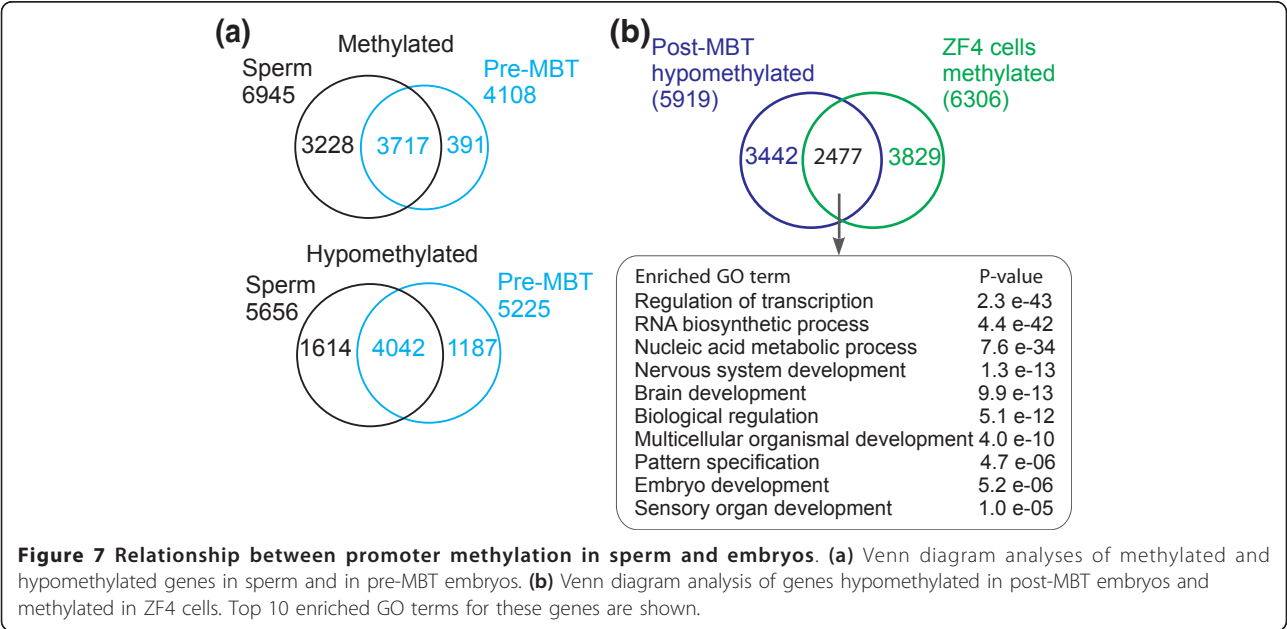 (a)
Methylated
Sperm
6945
Pre-MBT
4108
3228
3717
391
Hypomethylated
Sperm
5656
Pre-MBT
5225
1614
4042
1187
(b)
Post-MBT
hypomethylated
(5919)
ZF4 cells
methylated
(6306)
3442
2477
3829
Enriched GO term P-value
Regulation of transcription 2.3 e-43
RNA biosynthetic process 4.4 e-42
Nucleic acid metabolic process 7.6 e-34
Nervous system development 1.3 e-13
Brain development 9.9 e-13
Biological regulation 5.1 e-12
Multicellular organismal development 4.0 e-10
Pattern specification 4.7 e-06
Embryo development 5.2 e-06
Sensory organ development 1.0 e-05
Figure 7 Relationship between promoter methylation in sperm and embryos. (a) Venn diagram analyses of methylated and
hypomethylated genes in sperm and in pre-MBT embryos. (b) Venn diagram analysis of genes hypomethylated in post-MBT embryos and
methylated in ZF4 cells. Top 10 enriched GO terms for these genes are shown.